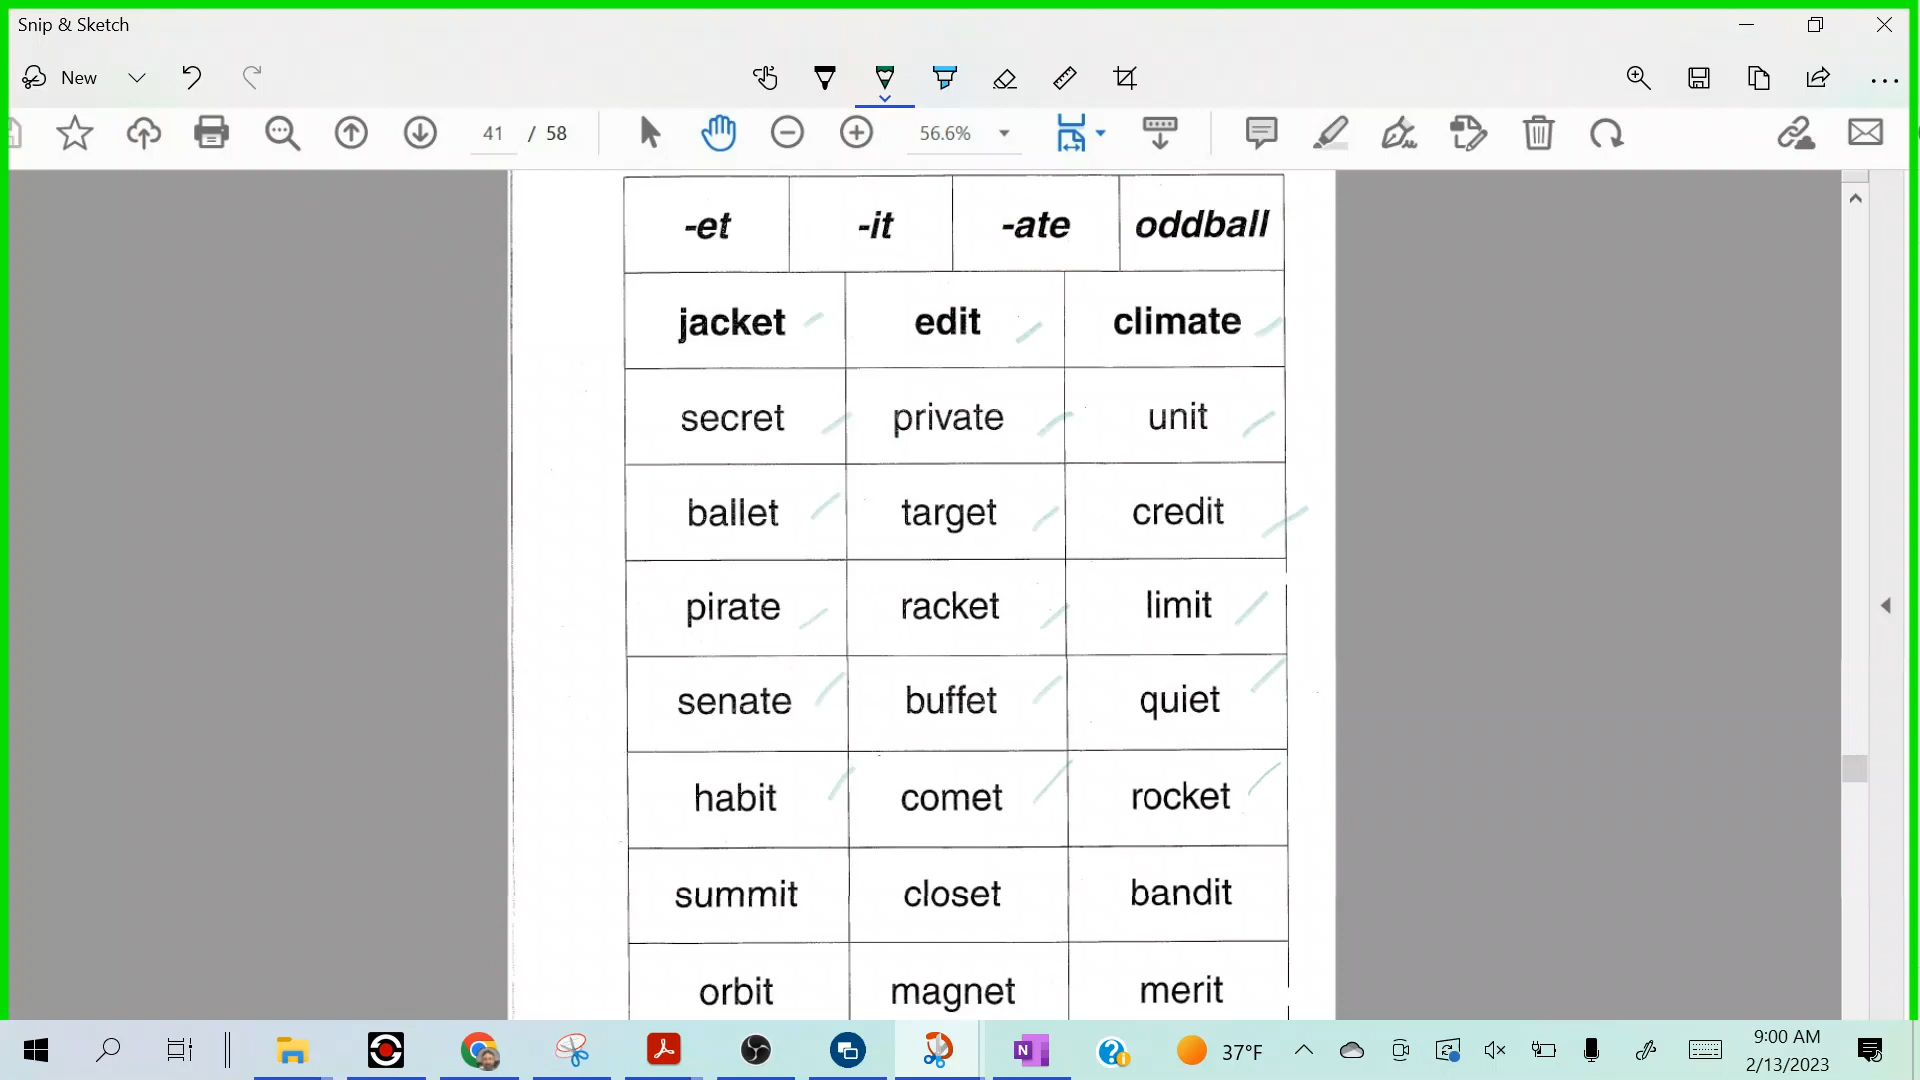 Snip & Sketch
New
41 / 58 56.6%
-et -it -ate oddball
jacket edit climate
secret private unit
ballet target credit
pirate racket limit
senate buffet quiet
habit comet rocket
summit closet bandit
orbit magnet merit
37°F 9:00 AM
2/13/2023